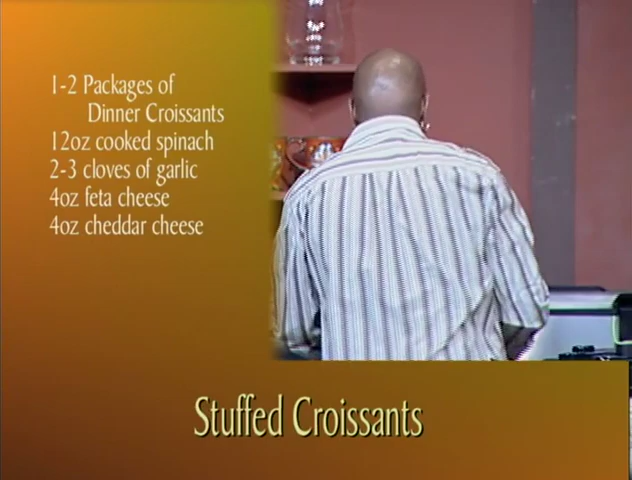 1-2 Packages of
Dinner Croissants
12oz cooked spinach
2-3 cloves of garlic
4oz feta cheese
4oz cheddar cheese
Stuffed Croissants